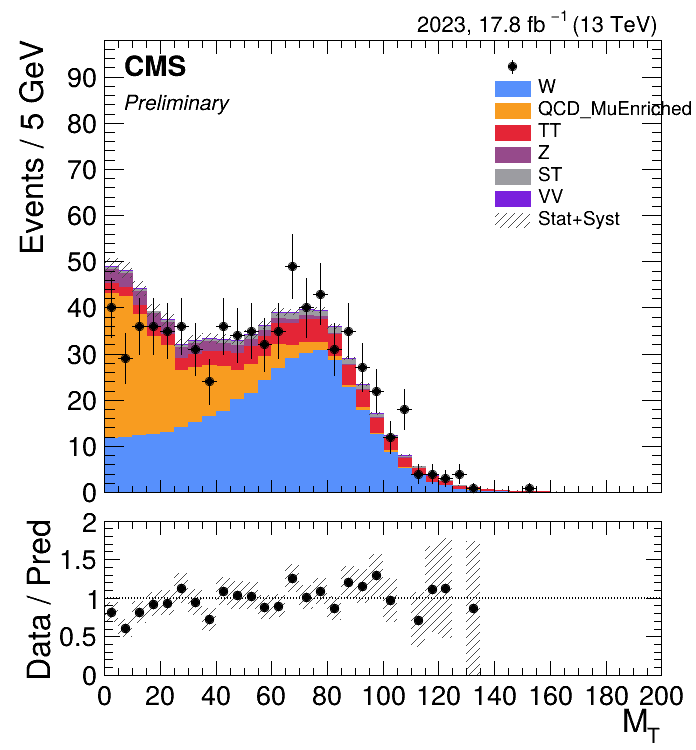 2023, 17.8 fb⁻¹ (13 TeV)
CMS
Preliminary
W
QCD_MuEnriched
TT
Z
ST
VV
Stat+Syst
Events / 5 GeV
90
80
70
60
50
40
30
20
10
0
Data / Pred
2
1.5
1
0.5
0
0 20 40 60 80 100 120 140 160 180 200
M_T